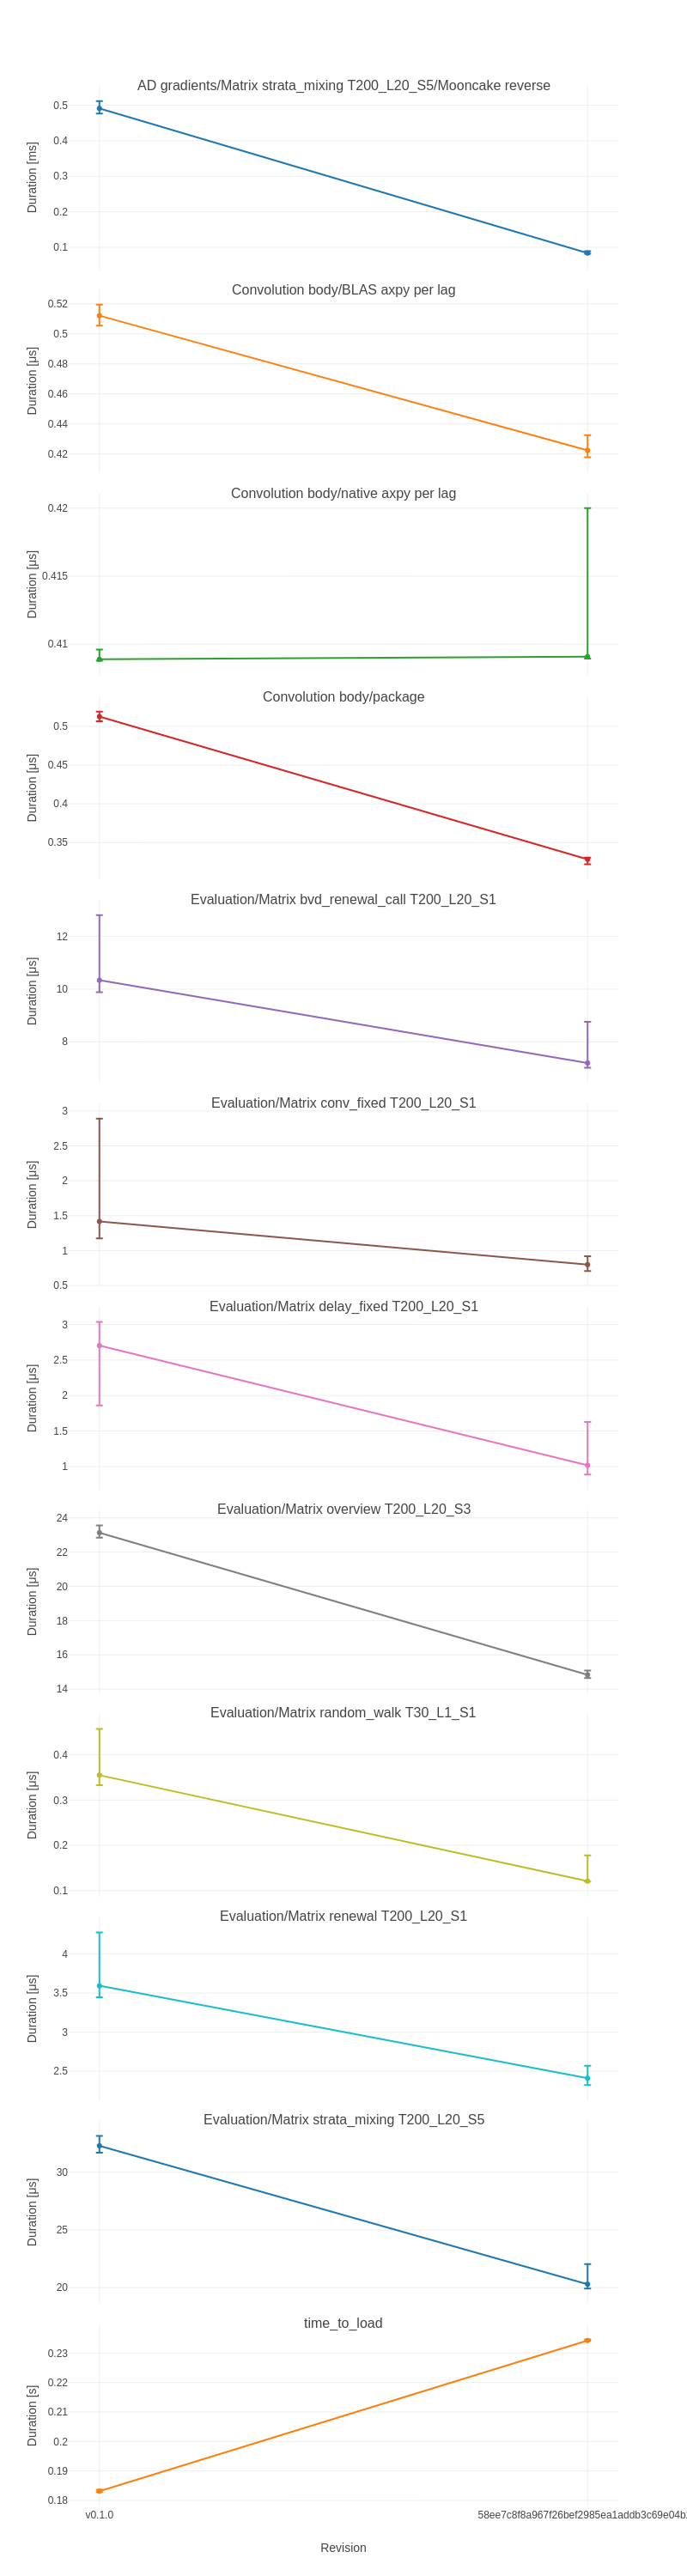 AD gradients/Matrix strata_mixing T200_L20_S5/Mooncake reverse
Duration [ms]
0.5
0.4
0.3
0.2
0.1
Convolution body/BLAS axpy per lag
Duration [μs]
0.52
0.5
0.48
0.46
0.44
0.42
Convolution body/native axpy per lag
Duration [μs]
0.42
0.415
0.41
Convolution body/package
Duration [μs]
0.5
0.45
0.4
0.35
Evaluation/Matrix bvd_renewal_call T200_L20_S1
Duration [μs]
12
10
8
Evaluation/Matrix conv_fixed T200_L20_S1
Duration [μs]
3
2.5
2
1.5
1
0.5
Evaluation/Matrix delay_fixed T200_L20_S1
Duration [μs]
3
2.5
2
1.5
1
Evaluation/Matrix overview T200_L20_S3
Duration [μs]
24
22
20
18
16
14
Evaluation/Matrix random_walk T30_L1_S1
Duration [μs]
0.4
0.3
0.2
0.1
Evaluation/Matrix renewal T200_L20_S1
Duration [μs]
4
3.5
3
2.5
Evaluation/Matrix strata_mixing T200_L20_S5
Duration [μs]
30
25
20
time_to_load
Duration [s]
0.23
0.22
0.21
0.2
0.19
0.18
v0.1.0
58ee7c8f8a967f26bef2985ea1addb3c69e04b
Revision